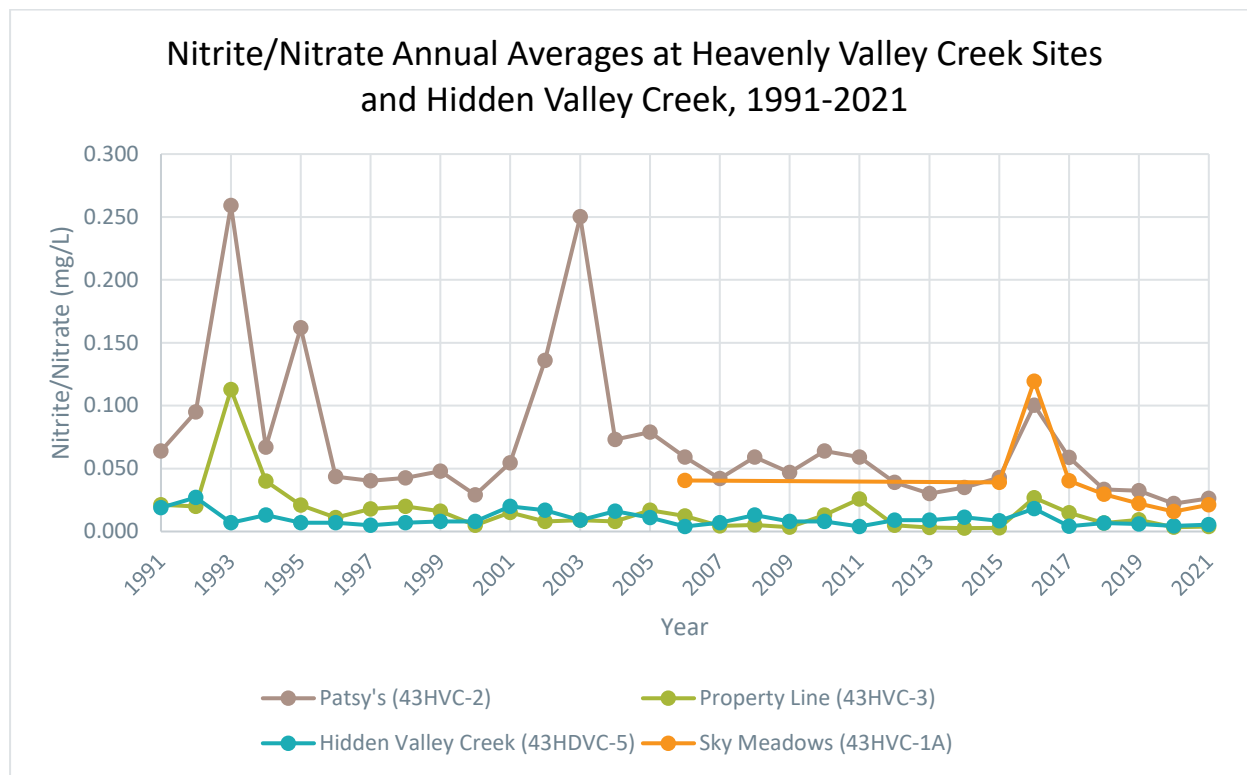 Nitrite/Nitrate Annual Averages at Heavenly Valley Creek Sites
and Hidden Valley Creek, 1991-2021
Nitrite/Nitrate (mg/L)
0.300
0.250
0.200
0.150
0.100
0.050
0.000
1991
1993
1995
1997
1999
2001
2003
2005
2007
2009
2011
2013
2015
2017
2019
2021
Year
Patsy's (43HVC-2)
Property Line (43HVC-3)
Hidden Valley Creek (43HDVC-5)
Sky Meadows (43HVC-1A)